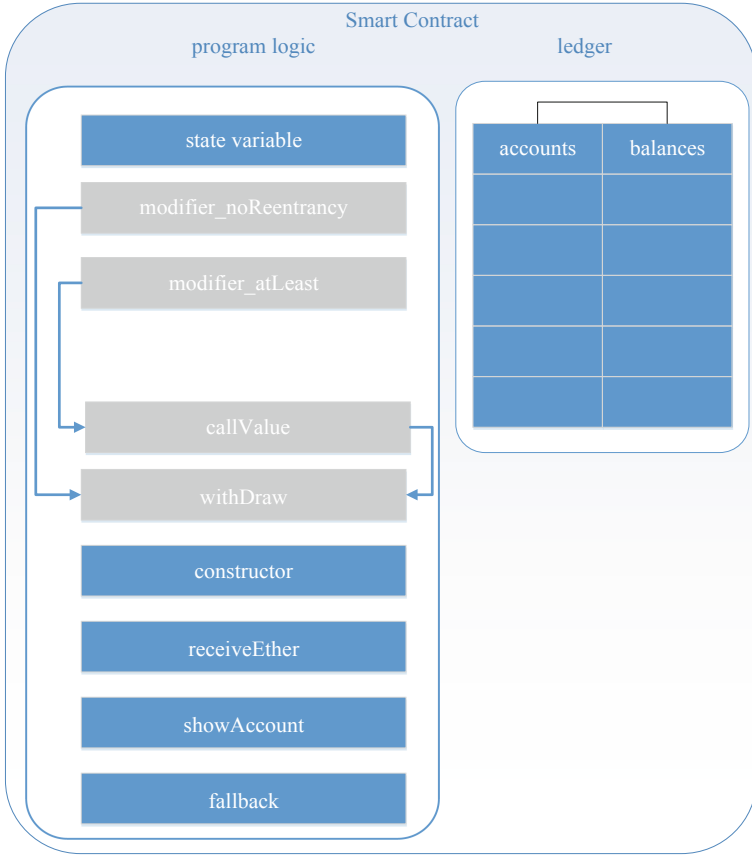 Smart Contract
program logic
ledger
state variable
modifier_noReentrancy
modifier_atLeast
callValue
withDraw
constructor
receiveEther
showAccount
fallback
accounts
balances